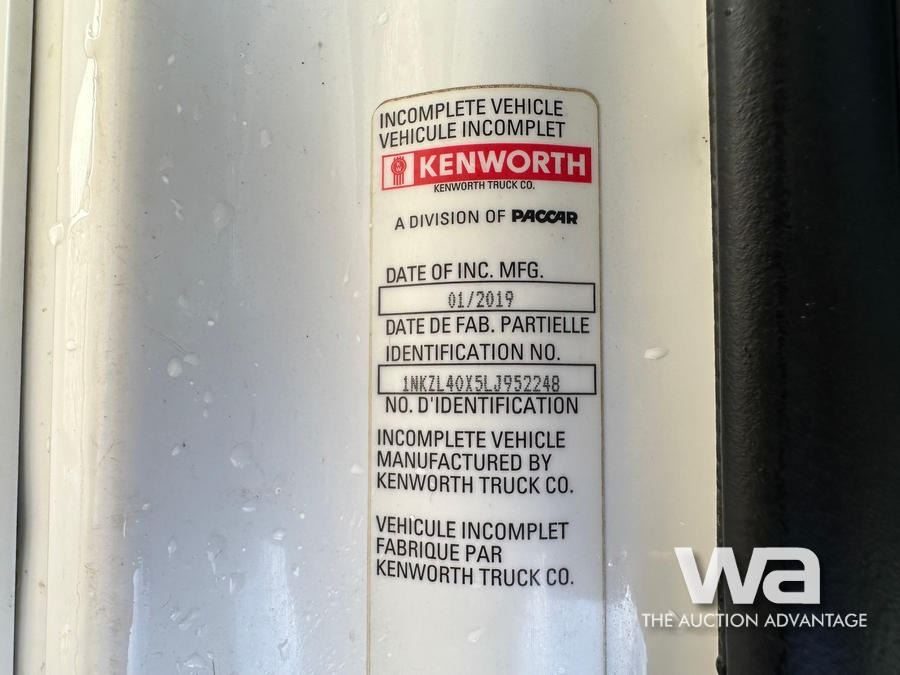 INCOMPLETE VEHICLE
VEHICULE INCOMPLET
KENWORTH
KENWORTH TRUCK CO.
A DIVISION OF PACCAR
DATE OF INC. MFG.
01/2019
DATE DE FAB. PARTIELLE
IDENTIFICATION NO.
1NKZL40X5LJ952248
NO. D'IDENTIFICATION
INCOMPLETE VEHICLE
MANUFACTURED BY
KENWORTH TRUCK CO.
VEHICULE INCOMPLET
FABRIQUE PAR
KENWORTH TRUCK CO.
wa
THE AUCTION ADVANTAGE